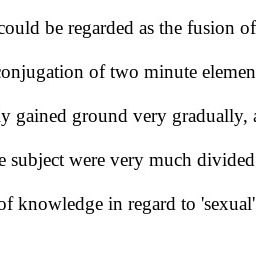 could be regarded as the fusion of
conjugation of two minute elemen
gained ground very gradually,
subject were very much divided
of knowledge in regard to 'sexual'